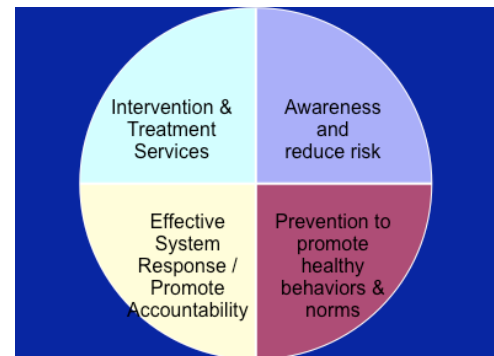 Intervention &
Treatment
Services
Awareness
and
reduce risk
Effective
System
Response /
Promote
Accountability
Prevention to
promote
healthy
behaviors &
norms